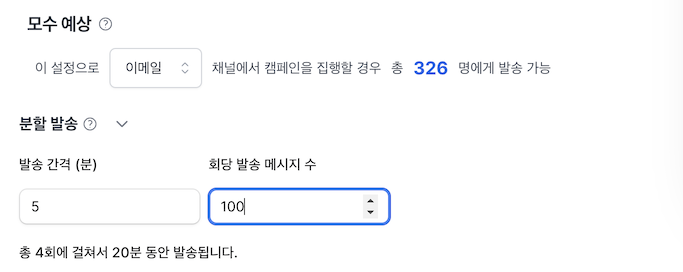 모수 예상
이 설정으로 이메일 채널에서 캠페인을 집행할 경우 총 326 명에게 발송 가능
분할 발송
발송 간격 (분) 회당 발송 메시지 수
5 100
총 4회에 걸쳐서 20분 동안 발송됩니다.